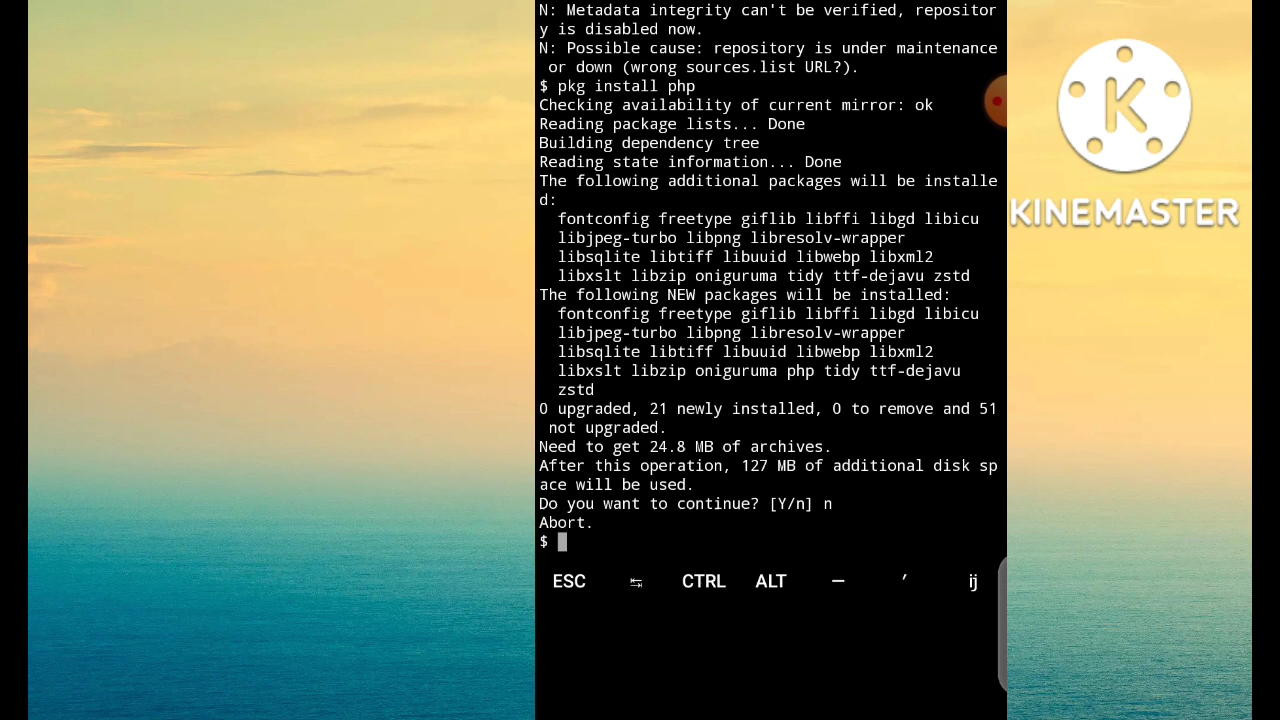 N: Metadata integrity can't be verified, repositor
y is disabled now.
N: Possible cause: repository is under maintenance
 or down (wrong sources.list URL?).
$ pkg install php
Checking availability of current mirror: ok
Reading package lists... Done
Building dependency tree
Reading state information... Done
The following additional packages will be installe
d:
  fontconfig freetype giflib libffi libgd libicu
  libjpeg-turbo libpng libresolv-wrapper
  libsqlite libtiff libuuid libwebp libxml2
  libxslt libzip oniguruma tidy ttf-dejavu zstd
The following NEW packages will be installed:
  fontconfig freetype giflib libffi libgd libicu
  libjpeg-turbo libpng libresolv-wrapper
  libsqlite libtiff libuuid libwebp libxml2
  libxslt libzip oniguruma php tidy ttf-dejavu
  zstd
0 upgraded, 21 newly installed, 0 to remove and 51
 not upgraded.
Need to get 24.8 MB of archives.
After this operation, 127 MB of additional disk sp
ace will be used.
Do you want to continue? [Y/n] n
Abort.
$
ESC ↹ CTRL ALT — ′ ij
K
KINEMASTER